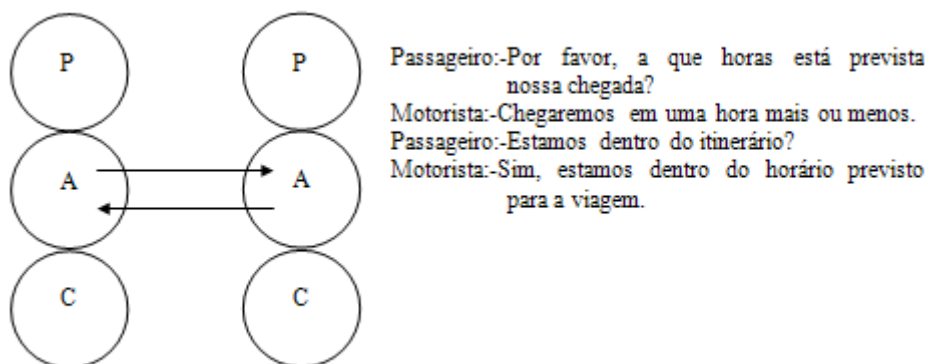 P
P
A
A
C
C
Passageiro:-Por favor, a que horas está prevista
nossa chegada?
Motorista:-Chegaremos em uma hora mais ou menos.
Passageiro:-Estamos dentro do itinerário?
Motorista:-Sim, estamos dentro do horário previsto
para a viagem.